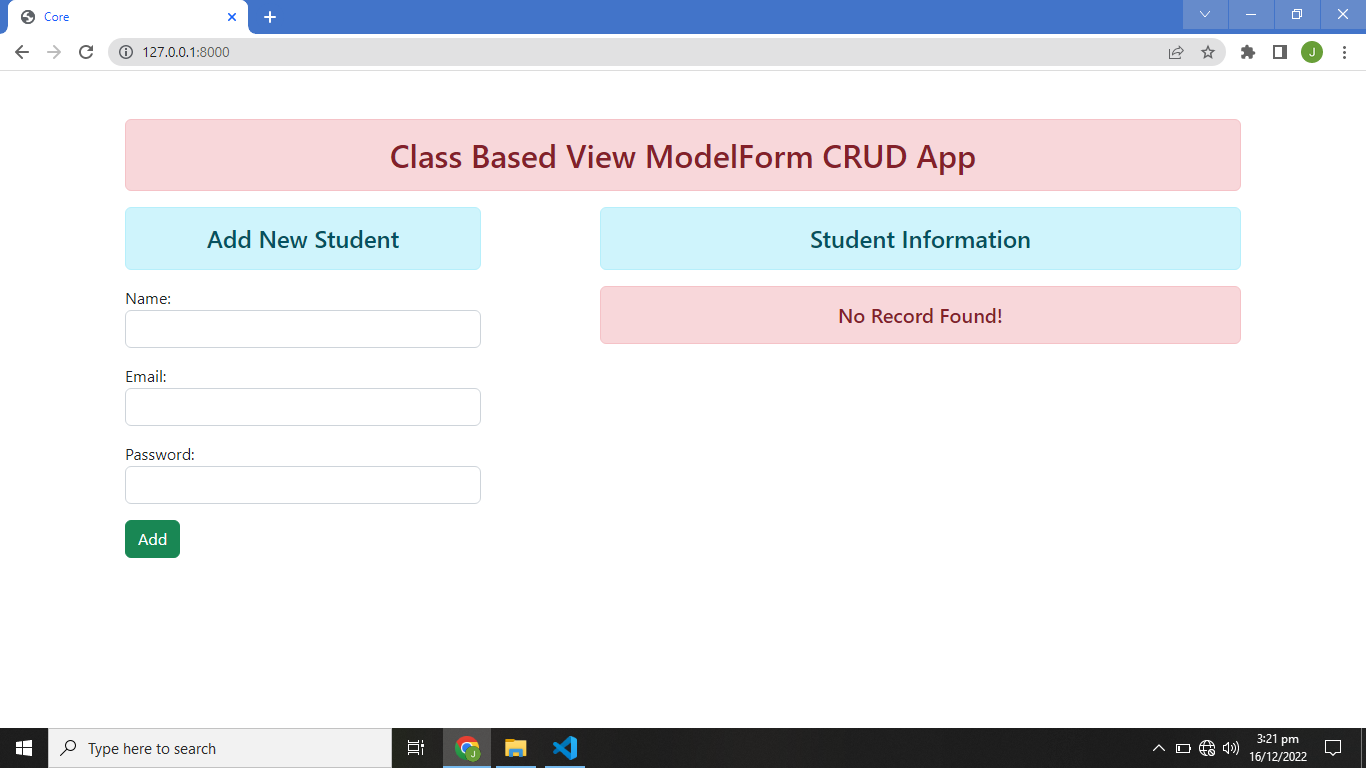 Core
127.0.0.1:8000
J
Class Based View ModelForm CRUD App
Add New Student
Student Information
Name:
No Record Found!
Email:
Password:
Add
Type here to search
J
3:21 pm
16/12/2022